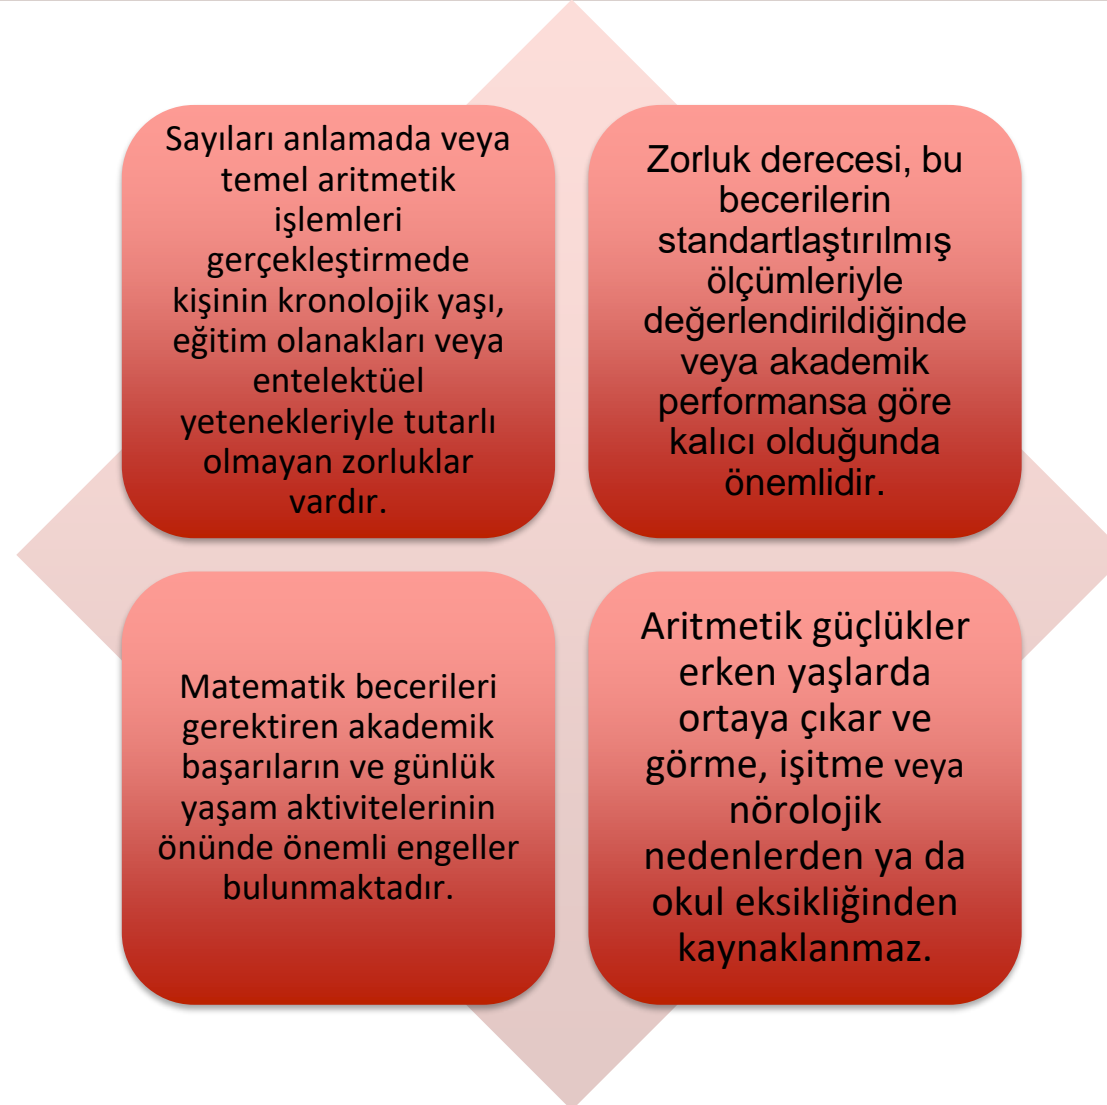 Sayıları anlamada veya
temel aritmetik
işlemleri
gerçekleştirmede
kişinin kronolojik yaşı,
eğitim olanakları veya
entelektüel
yetenekleriyle tutarlı
olmayan zorluklar
vardır.
Zorluk derecesi, bu
becerilerin
standartlaştırılmış
ölçümleriyle
değerlendirildiğinde
veya akademik
performansa göre
kalıcı olduğunda
önemlidir.
Matematik becerileri
gerektiren akademik
başarıların ve günlük
yaşam aktivitelerinin
önünde önemli engeller
bulunmaktadır.
Aritmetik güçlükler
erken yaşlarda
ortaya çıkar ve
görme, işitme veya
nörolojik
nedenlerden ya da
okul eksikliğinden
kaynaklanmaz.